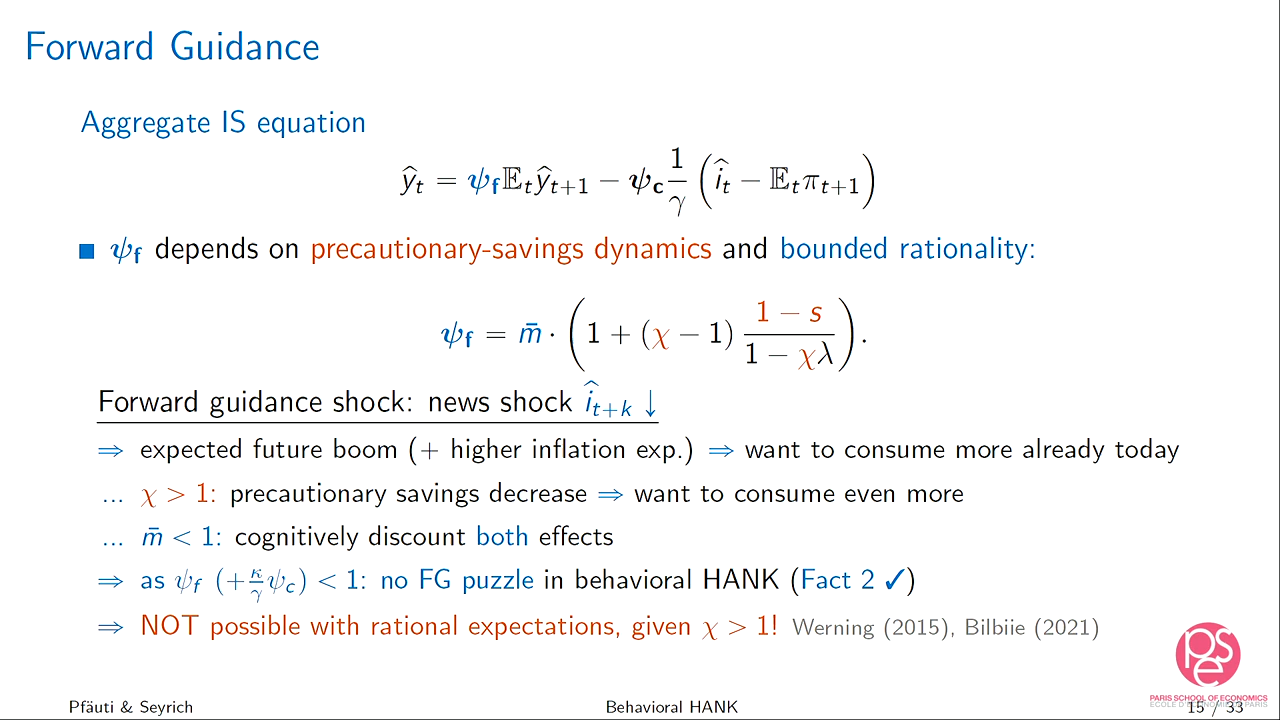 Forward Guidance
Aggregate IS equation
ŷ_t = ψ_f 𝔼_t ŷ_{t+1} − ψ_c 1/γ (î_t − 𝔼_t π_{t+1})
■ ψ_f depends on precautionary-savings dynamics and bounded rationality:
ψ_f = m̄ · (1 + (χ − 1) (1 − s)/(1 − χλ)).
Forward guidance shock: news shock î_{t+k} ↓
⇒ expected future boom (+ higher inflation exp.) ⇒ want to consume more already today
... χ > 1: precautionary savings decrease ⇒ want to consume even more
... m̄ < 1: cognitively discount both effects
⇒ as ψ_f (+κ/γ ψ_c) < 1: no FG puzzle in behavioral HANK (Fact 2 ✓)
⇒ NOT possible with rational expectations, given χ > 1! Werning (2015), Bilbiie (2021)
pse
PARIS SCHOOL OF ECONOMICS
ECOLE D'ECONOMIE DE PARIS
Pfäuti & Seyrich Behavioral HANK 15 / 33